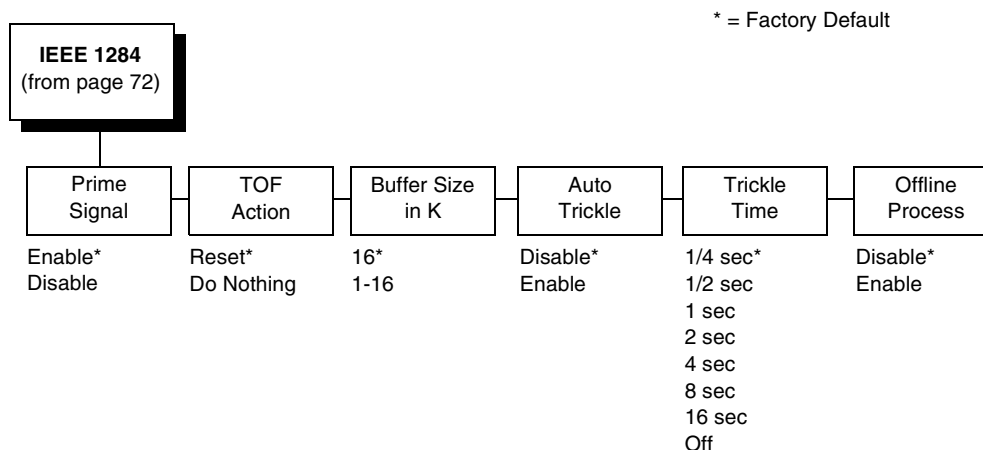 * = Factory Default
IEEE 1284
(from page 72)
Prime
Signal
Enable*
Disable
TOF
Action
Reset*
Do Nothing
Buffer Size
in K
16*
1-16
Auto
Trickle
Disable*
Enable
Trickle
Time
1/4 sec*
1/2 sec
1 sec
2 sec
4 sec
8 sec
16 sec
Off
Offline
Process
Disable*
Enable